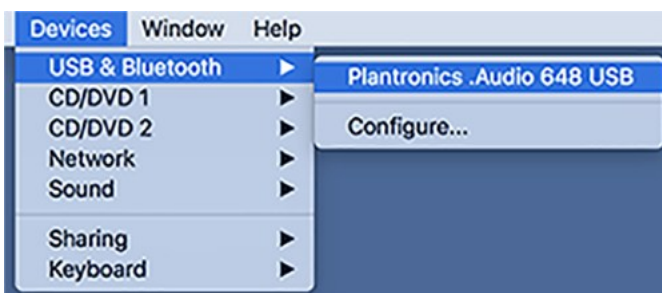 Devices Window Help
USB & Bluetooth
CD/DVD 1
CD/DVD 2
Network
Sound
Sharing
Keyboard
Plantronics .Audio 648 USB
Configure...